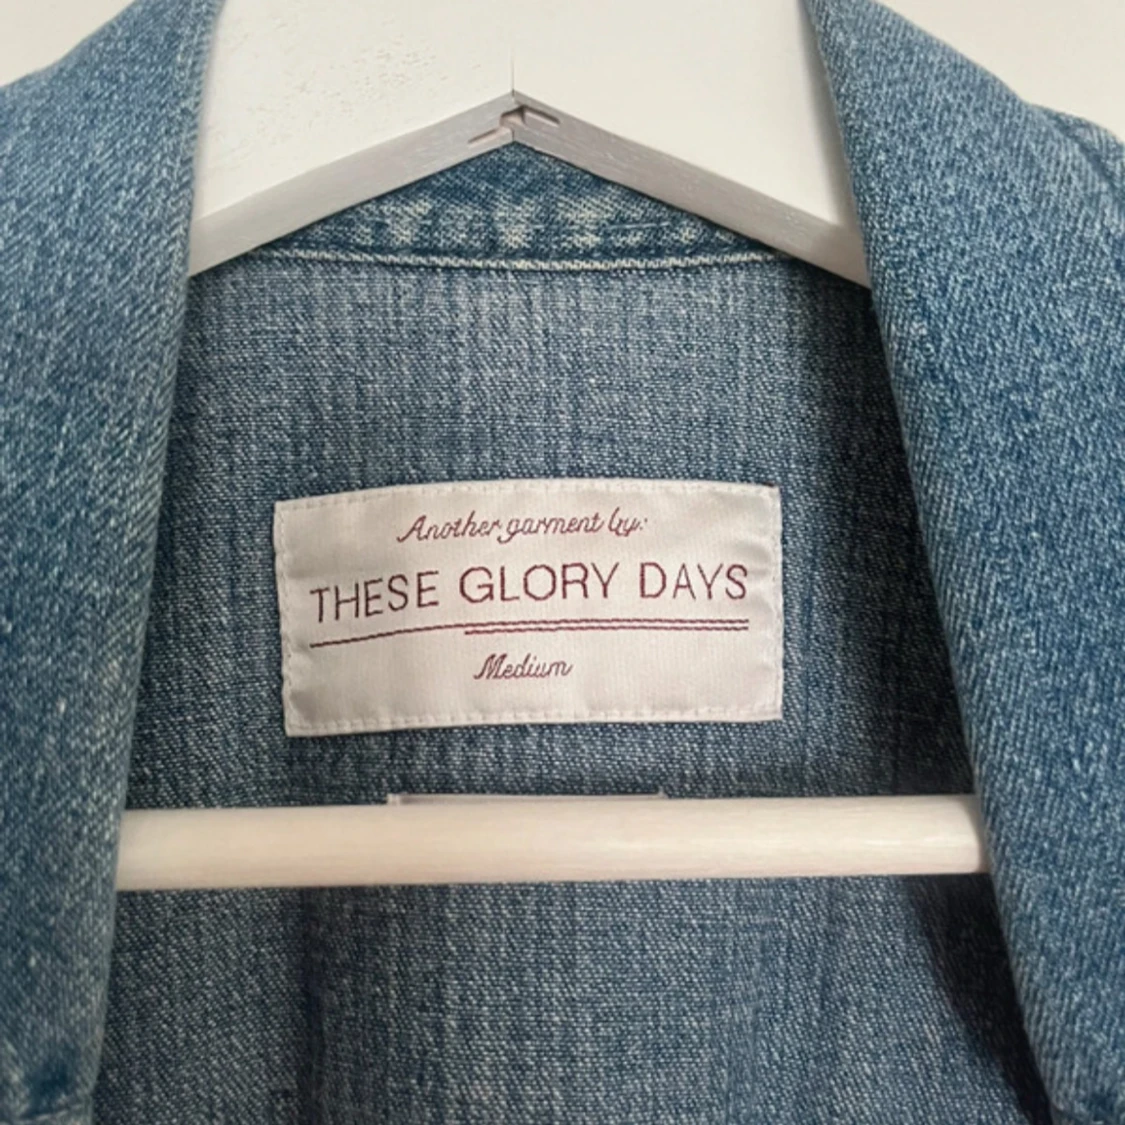 Another garment by:
THESE GLORY DAYS
Medium